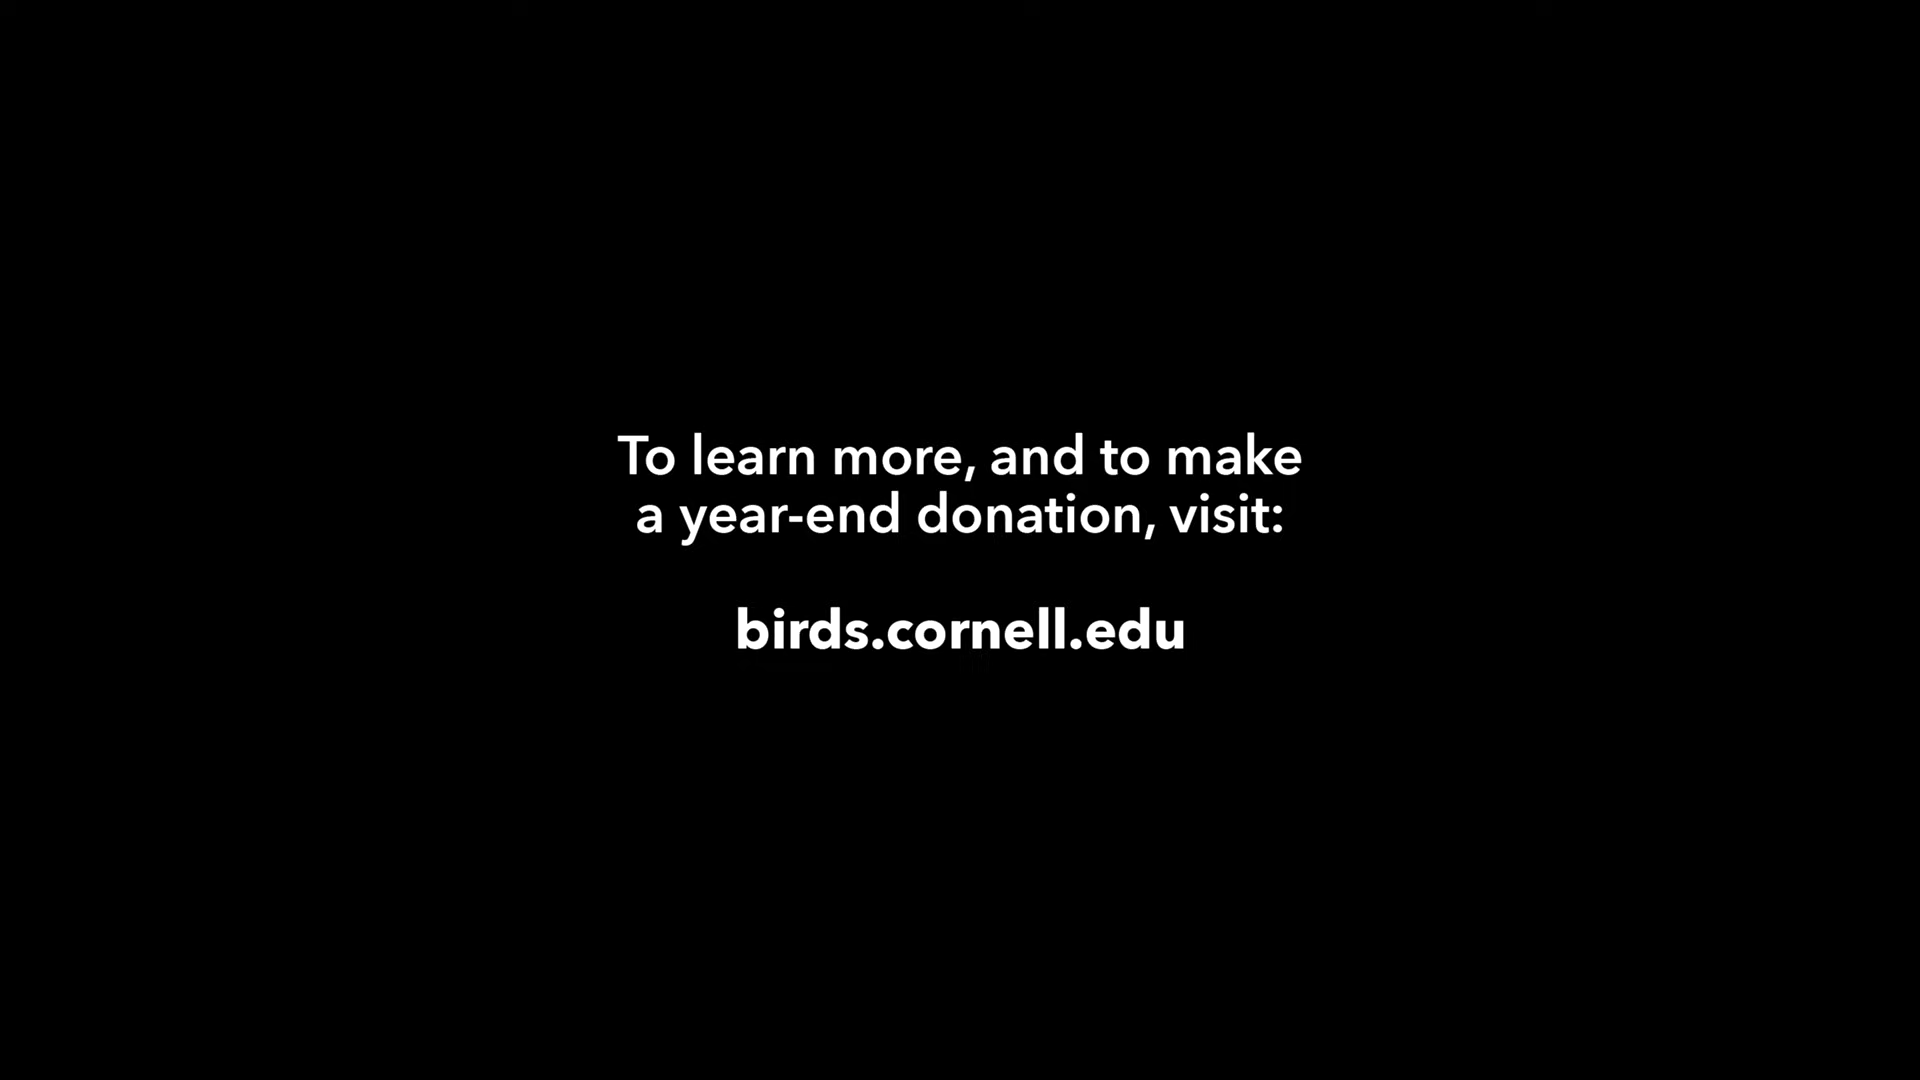 To learn more, and to make
a year-end donation, visit:
birds.cornell.edu